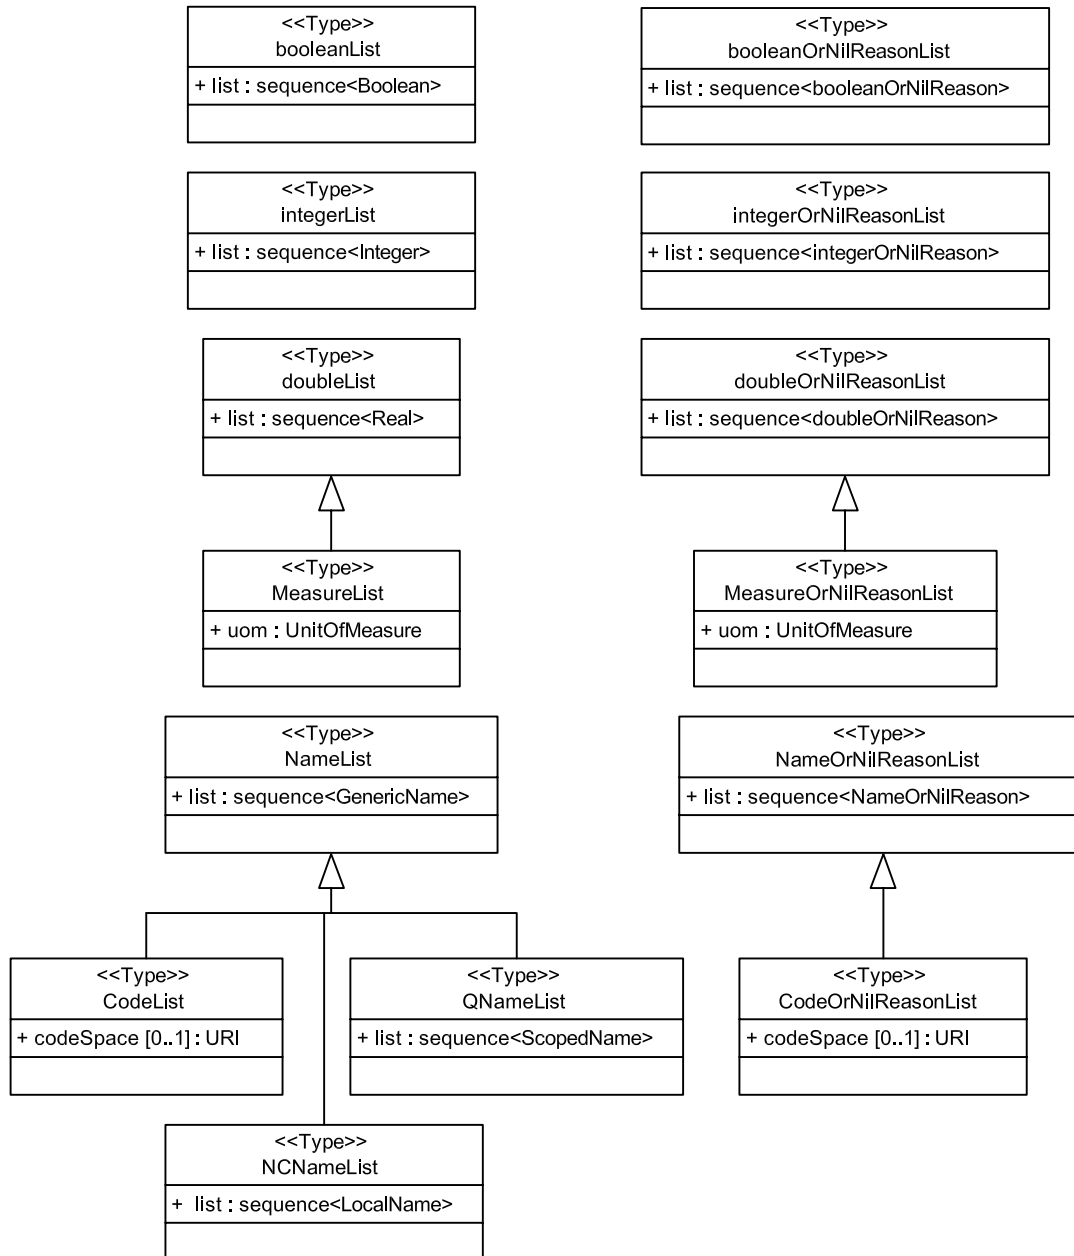 <<Type>>
booleanList
+ list : sequence<Boolean>
<<Type>>
booleanOrNilReasonList
+ list : sequence<booleanOrNilReason>
<<Type>>
integerList
+ list : sequence<Integer>
<<Type>>
integerOrNilReasonList
+ list : sequence<integerOrNilReason>
<<Type>>
doubleList
+ list : sequence<Real>
<<Type>>
doubleOrNilReasonList
+ list : sequence<doubleOrNilReason>
<<Type>>
MeasureList
+ uom : UnitOfMeasure
<<Type>>
MeasureOrNilReasonList
+ uom : UnitOfMeasure
<<Type>>
NameList
+ list : sequence<GenericName>
<<Type>>
NameOrNilReasonList
+ list : sequence<NameOrNilReason>
<<Type>>
CodeList
+ codeSpace [0..1] : URI
<<Type>>
QNameList
+ list : sequence<ScopedName>
<<Type>>
CodeOrNilReasonList
+ codeSpace [0..1] : URI
<<Type>>
NCNameList
+ list : sequence<LocalName>